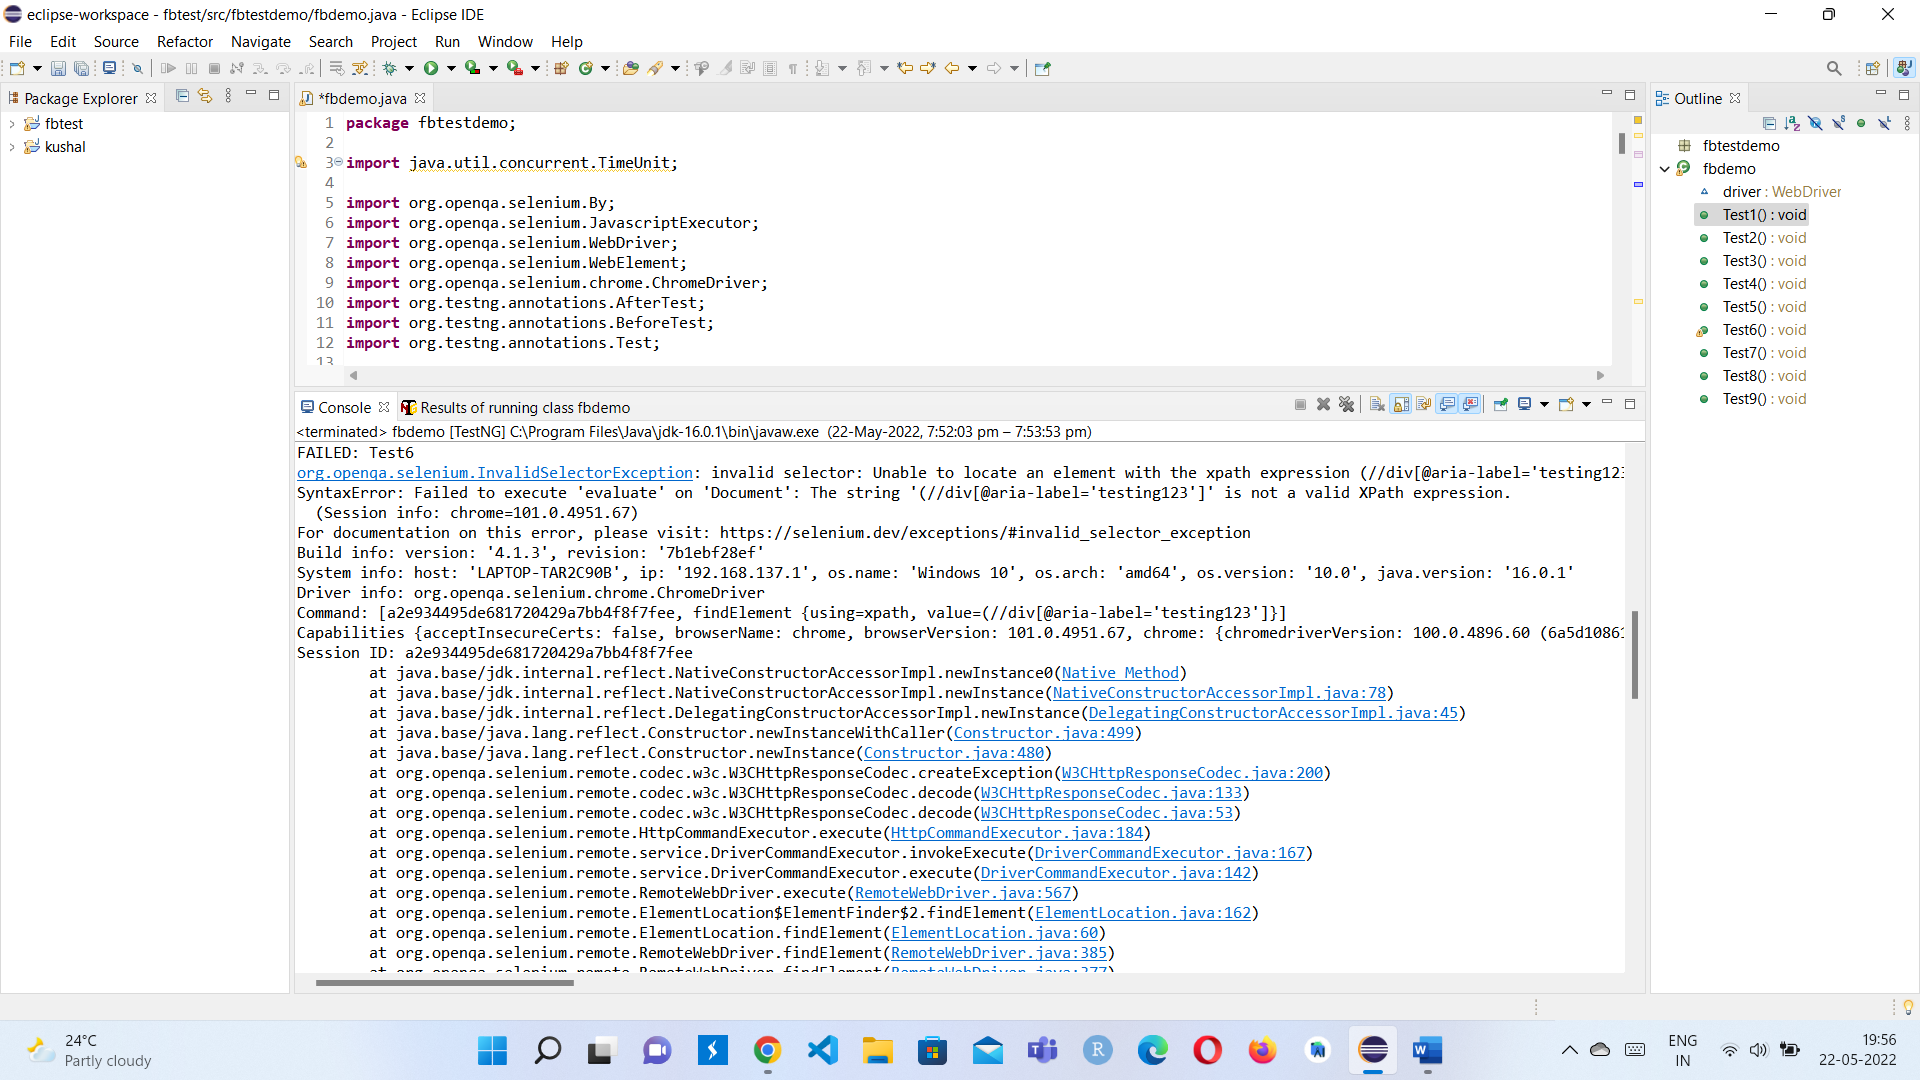 eclipse-workspace - fbtest/src/fbtestdemo/fbdemo.java - Eclipse IDE
File Edit Source Refactor Navigate Search Project Run Window Help
Package Explorer
fbtest
kushal
*fbdemo.java
1 package fbtestdemo;
2
3 import java.util.concurrent.TimeUnit;
4
5 import org.openqa.selenium.By;
6 import org.openqa.selenium.JavascriptExecutor;
7 import org.openqa.selenium.WebDriver;
8 import org.openqa.selenium.WebElement;
9 import org.openqa.selenium.chrome.ChromeDriver;
10 import org.testng.annotations.AfterTest;
11 import org.testng.annotations.BeforeTest;
12 import org.testng.annotations.Test;
13
Console Results of running class fbdemo
<terminated> fbdemo [TestNG] C:\Program Files\Java\jdk-16.0.1\bin\javaw.exe (22-May-2022, 7:52:03 pm – 7:53:53 pm)
FAILED: Test6
org.openqa.selenium.InvalidSelectorException: invalid selector: Unable to locate an element with the xpath expression (//div[@aria-label='testing123
SyntaxError: Failed to execute 'evaluate' on 'Document': The string '(//div[@aria-label='testing123']' is not a valid XPath expression.
(Session info: chrome=101.0.4951.67)
For documentation on this error, please visit: https://selenium.dev/exceptions/#invalid_selector_exception
Build info: version: '4.1.3', revision: '7b1ebf28ef'
System info: host: 'LAPTOP-TAR2C90B', ip: '192.168.137.1', os.name: 'Windows 10', os.arch: 'amd64', os.version: '10.0', java.version: '16.0.1'
Driver info: org.openqa.selenium.chrome.ChromeDriver
Command: [a2e934495de681720429a7bb4f8f7fee, findElement {using=xpath, value=(//div[@aria-label='testing123']}]
Capabilities {acceptInsecureCerts: false, browserName: chrome, browserVersion: 101.0.4951.67, chrome: {chromedriverVersion: 100.0.4896.60 (6a5d10861
Session ID: a2e934495de681720429a7bb4f8f7fee
at java.base/jdk.internal.reflect.NativeConstructorAccessorImpl.newInstance0(Native Method)
at java.base/jdk.internal.reflect.NativeConstructorAccessorImpl.newInstance(NativeConstructorAccessorImpl.java:78)
at java.base/jdk.internal.reflect.DelegatingConstructorAccessorImpl.newInstance(DelegatingConstructorAccessorImpl.java:45)
at java.base/java.lang.reflect.Constructor.newInstanceWithCaller(Constructor.java:499)
at java.base/java.lang.reflect.Constructor.newInstance(Constructor.java:480)
at org.openqa.selenium.remote.codec.w3c.W3CHttpResponseCodec.createException(W3CHttpResponseCodec.java:200)
at org.openqa.selenium.remote.codec.w3c.W3CHttpResponseCodec.decode(W3CHttpResponseCodec.java:133)
at org.openqa.selenium.remote.codec.w3c.W3CHttpResponseCodec.decode(W3CHttpResponseCodec.java:53)
at org.openqa.selenium.remote.HttpCommandExecutor.execute(HttpCommandExecutor.java:184)
at org.openqa.selenium.remote.service.DriverCommandExecutor.invokeExecute(DriverCommandExecutor.java:167)
at org.openqa.selenium.remote.service.DriverCommandExecutor.execute(DriverCommandExecutor.java:142)
at org.openqa.selenium.remote.RemoteWebDriver.execute(RemoteWebDriver.java:567)
at org.openqa.selenium.remote.ElementLocation$ElementFinder$2.findElement(ElementLocation.java:162)
at org.openqa.selenium.remote.ElementLocation.findElement(ElementLocation.java:60)
at org.openqa.selenium.remote.RemoteWebDriver.findElement(RemoteWebDriver.java:385)
at org.openqa.selenium.remote.RemoteWebDriver.findElement(RemoteWebDriver.java:377)
Outline
fbtestdemo
fbdemo
driver : WebDriver
Test1() : void
Test2() : void
Test3() : void
Test4() : void
Test5() : void
Test6() : void
Test7() : void
Test8() : void
Test9() : void
24°C
Partly cloudy
ENG
IN
19:56
22-05-2022